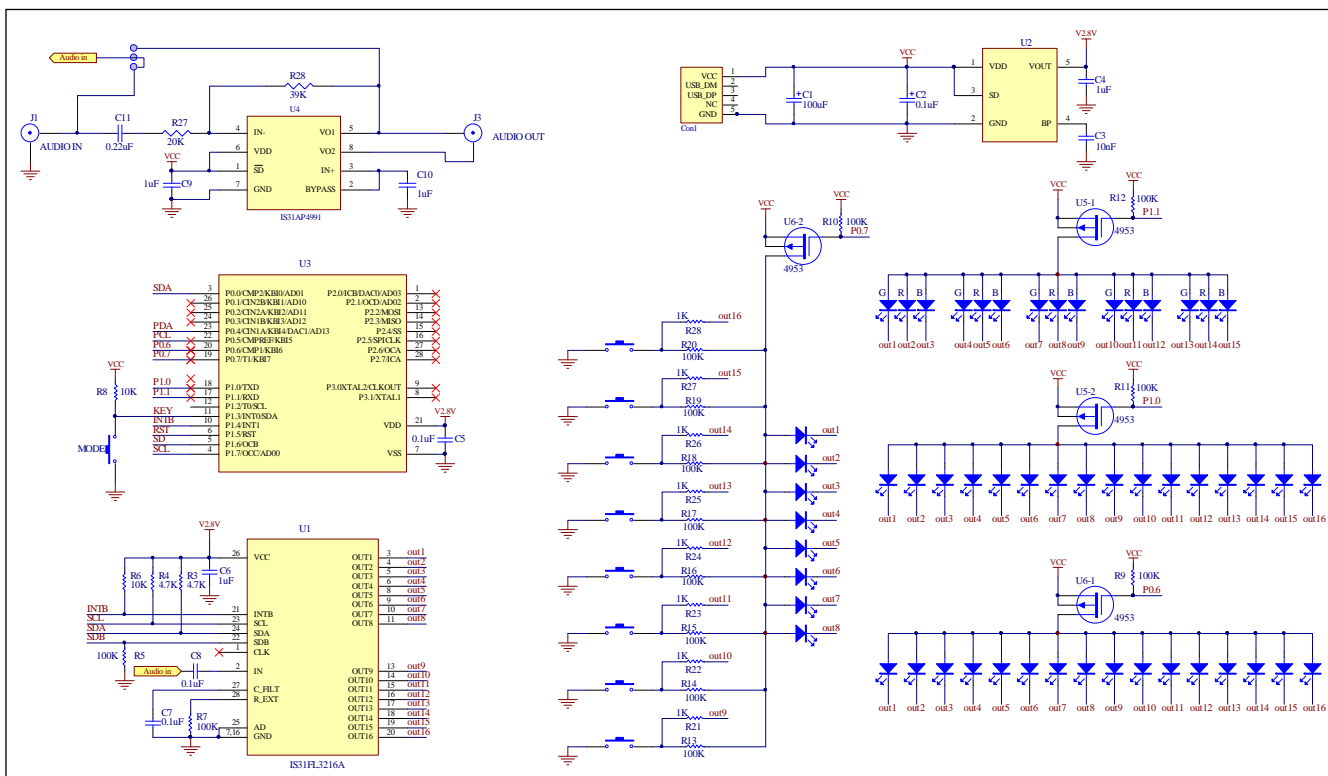 Audio in
R28
39K
U4
J1
AUDIO IN
C11
0.22uF
R27
20K
VCC
1uF
C9
4 IN- VO1 5
6 VDD VO2 8
1 SD IN+ 3
7 GND BYPASS 2
IS31AP4991
J3
AUDIO OUT
C10
1uF
VCC 1
USB_DM 2
USB_DP 3
NC 4
GND 5
Con1
C1
100uF
VCC
C2
0.1uF
U2
1 VDD VOUT 5
3 SD
2 GND BP 4
V2.8V
C4
1uF
C3
10nF
U3
SDA 3 P0.0/CMP2/KBI0/AD01
26 P0.1/CIN2B/KBI1/AD10
25 P0.2/CIN2A/KBI2/AD11
24 P0.3/CIN1B/KBI3/AD12
PDA 23 P0.4/CIN1A/KBI4/DAC1/AD13
PCL 22 P0.5/CMPREF/KBI5
P0.6 20 P0.6/CMP1/KBI6
P0.7 19 P0.7/T1/KBI7
P1.0 18 P1.0/TXD
P1.1 17 P1.1/RXD
12 P1.2/T0/SCL
KEY 11 P1.3/INT0/SDA
INTB 10 P1.4/INT1
RST 6 P1.5/RST
SD 5 P1.6/OCB
SCL 4 P1.7/OCC/AD00
P2.0/ICB/DAC0/AD03 1
P2.1/OCD/AD02 2
P2.2/MOSI 13
P2.3/MISO 14
P2.4/SS 15
P2.5/SPICLK 16
P2.6/OCA 27
P2.7/ICA 28
P3.0XTAL2/CLKOUT 9
P3.1/XTAL1 8
VDD 21
VSS 7
V2.8V
0.1uF
C5
VCC
R8
10K
MODE
U1
V2.8V
C6
1uF
R6
10K
R4
4.7K
R3
4.7K
26 VCC
INTB 21 INTB
SCL 23 SCL
SDA 24 SDA
SDB 22 SDB
1 CLK
100K
R5
Audio in
C8
0.1uF
2 IN
27 C_FILT
28 R_EXT
C7
0.1uF
R7
100K
25 AD
7,16 GND
OUT1 3 out1
OUT2 4 out2
OUT3 5 out3
OUT4 6 out4
OUT5 8 out5
OUT6 9 out6
OUT7 10 out7
OUT8 11 out8
OUT9 13 out9
OUT10 14 out10
OUT11 15 out11
OUT12 16 out12
OUT13 17 out13
OUT14 18 out14
OUT15 19 out15
OUT16 20 out16
IS31FL3216A
VCC
U6-2
4953
VCC
R10
100K
P0.7
1K
out16
R28
R20
100K
1K
out15
R27
R19
100K
1K
out14
R26
R18
100K
1K
out13
R25
R17
100K
1K
out12
R24
R16
100K
1K
out11
R23
R15
100K
1K
out10
R22
R14
100K
1K
out9
R21
R13
100K
out1
out2
out3
out4
out5
out6
out7
out8
VCC
U5-1
4953
VCC
R12
100K
P1.1
G R B G R B G R B G R B G R B
out1 out2 out3 out4 out5 out6 out7 out8 out9 out10 out11 out12 out13 out14 out15
VCC
U5-2
4953
VCC
R11
100K
P1.0
out1 out2 out3 out4 out5 out6 out7 out8 out9 out10 out11 out12 out13 out14 out15 out16
VCC
U6-1
4953
VCC
R9
100K
P0.6
out1 out2 out3 out4 out5 out6 out7 out8 out9 out10 out11 out12 out13 out14 out15 out16